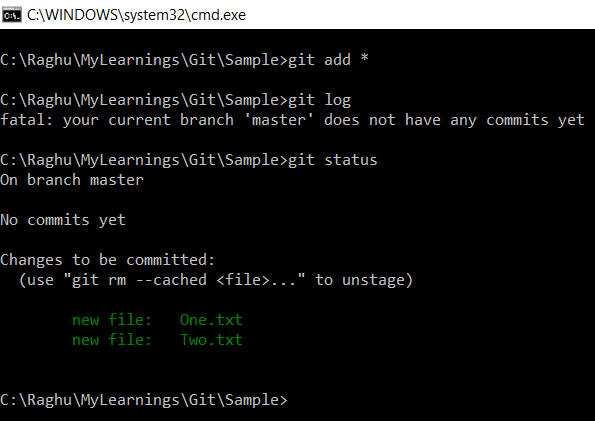 C:\WINDOWS\system32\cmd.exe
C:\Raghu\MyLearnings\Git\Sample>git add *
C:\Raghu\MyLearnings\Git\Sample>git log
fatal: your current branch 'master' does not have any commits yet
C:\Raghu\MyLearnings\Git\Sample>git status
On branch master
No commits yet
Changes to be committed:
  (use "git rm --cached <file>..." to unstage)
        new file:   One.txt
        new file:   Two.txt
C:\Raghu\MyLearnings\Git\Sample>